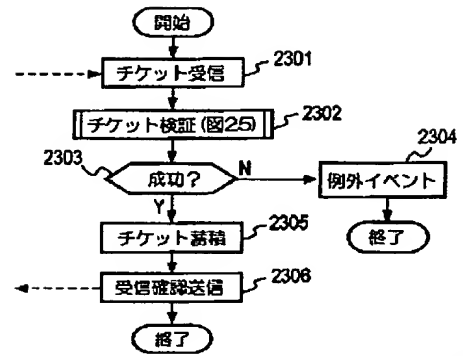 開始
2301
チケット受信
2302
チケット検証(図25)
2303
成功?
N
2304
例外イベント
終了
Y
2305
チケット蓄積
2306
受信確認送信
終了